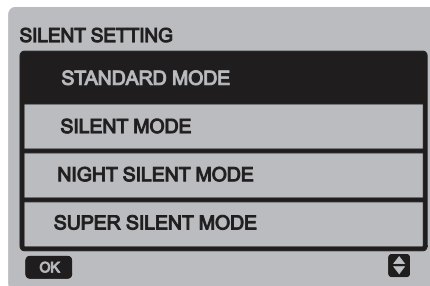 SILENT SETTING
STANDARD MODE
SILENT MODE
NIGHT SILENT MODE
SUPER SILENT MODE
OK